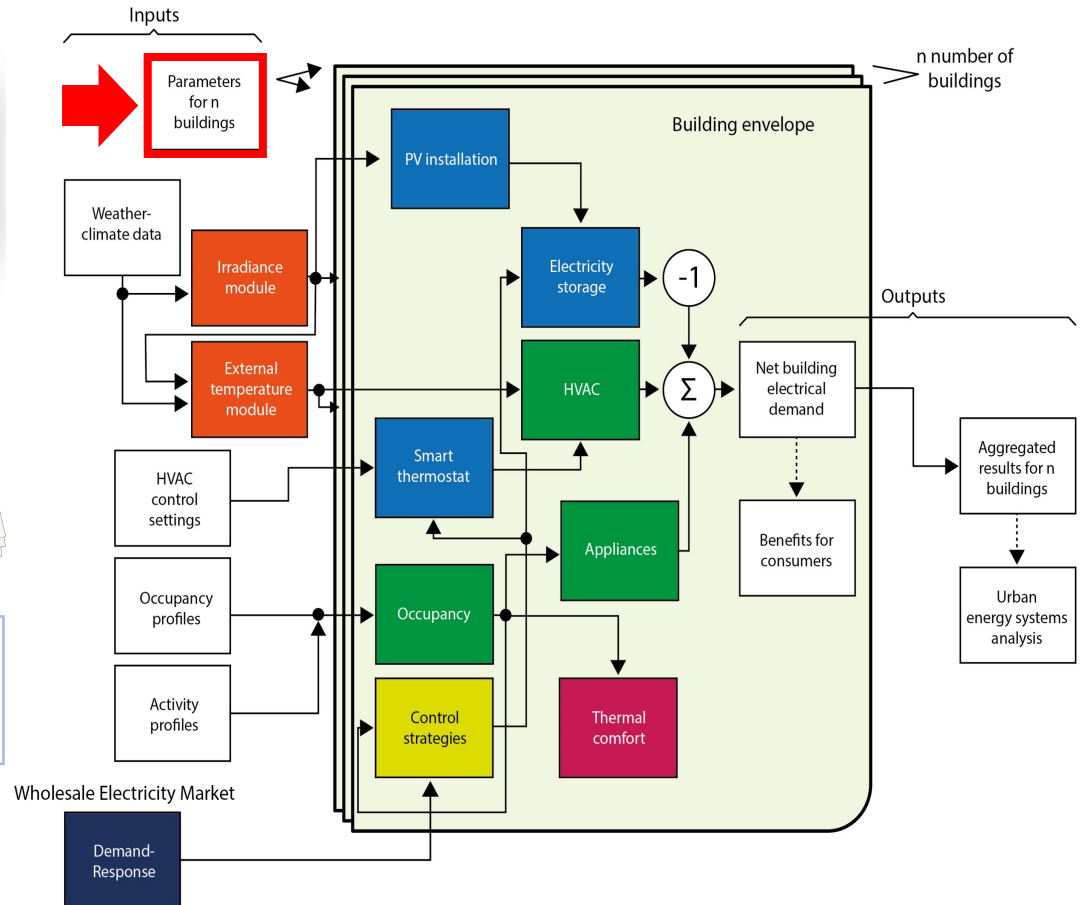 Inputs
Parameters
for n
buildings
n number of
buildings
Building envelope
PV installation
Weather-
climate data
Irradiance
module
Electricity
storage
-1
Outputs
External
temperature
module
HVAC
Σ
Net building
electrical
demand
Smart
thermostat
HVAC
control
settings
Aggregated
results for n
buildings
Appliances
Benefits for
consumers
Occupancy
profiles
Occupancy
Urban
energy systems
analysis
Activity
profiles
Control
strategies
Thermal
comfort
Wholesale Electricity Market
Demand-
Response